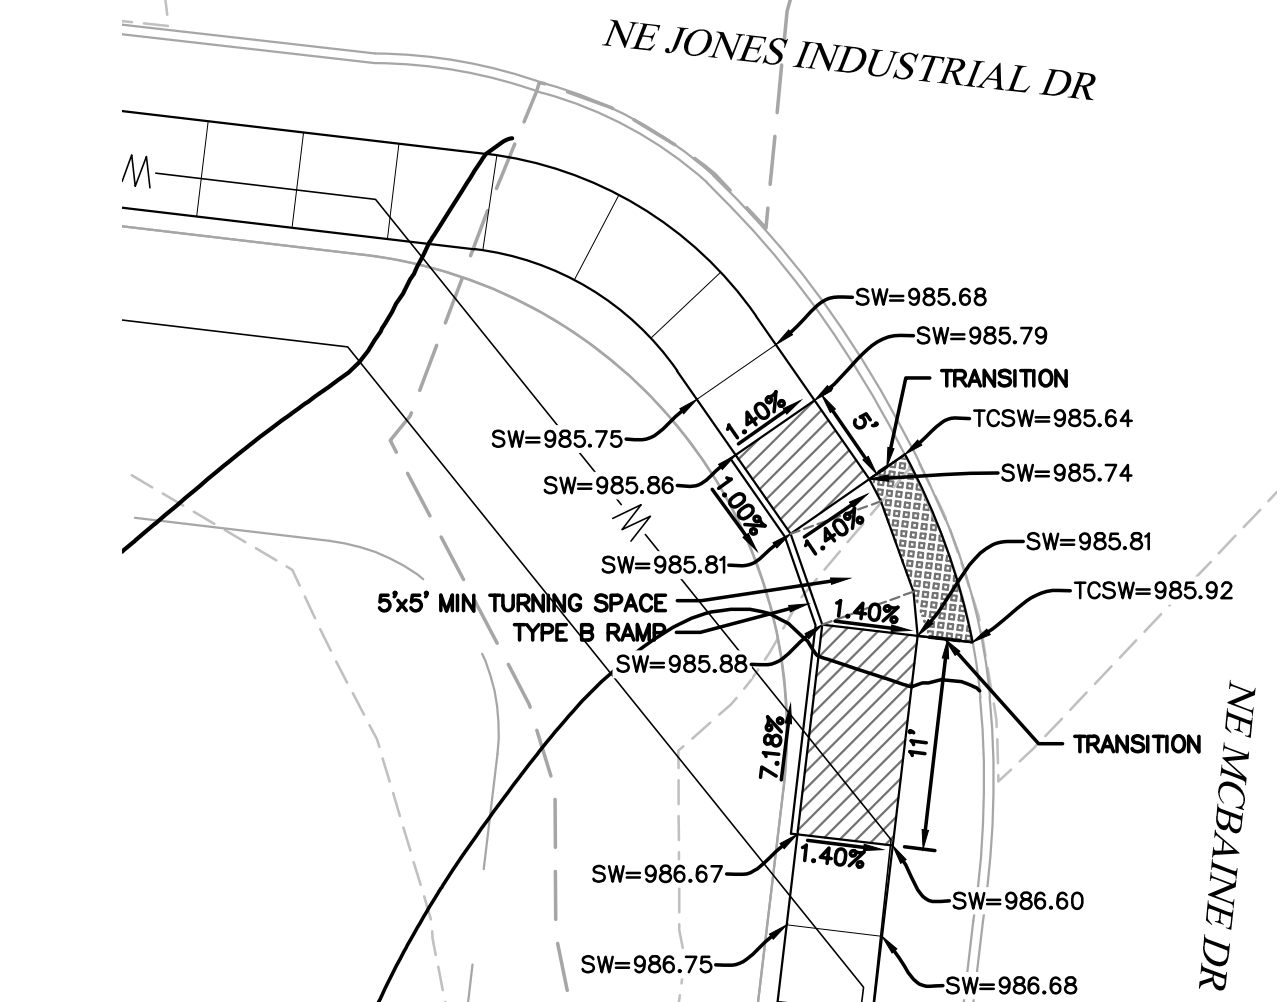 NE JONES INDUSTRIAL DR
SW=985.68
SW=985.79
TRANSITION
1.40%
5'
TCSW=985.64
SW=985.75
SW=985.74
SW=985.86
1.00%
1.40%
SW=985.81
SW=985.81
TCSW=985.92
5'x5' MIN TURNING SPACE
1.40%
TYPE B RAMP
SW=985.88
NE MCBAINE DR
7.18%
11'
TRANSITION
1.40%
SW=986.67
SW=986.60
SW=986.75
SW=986.68